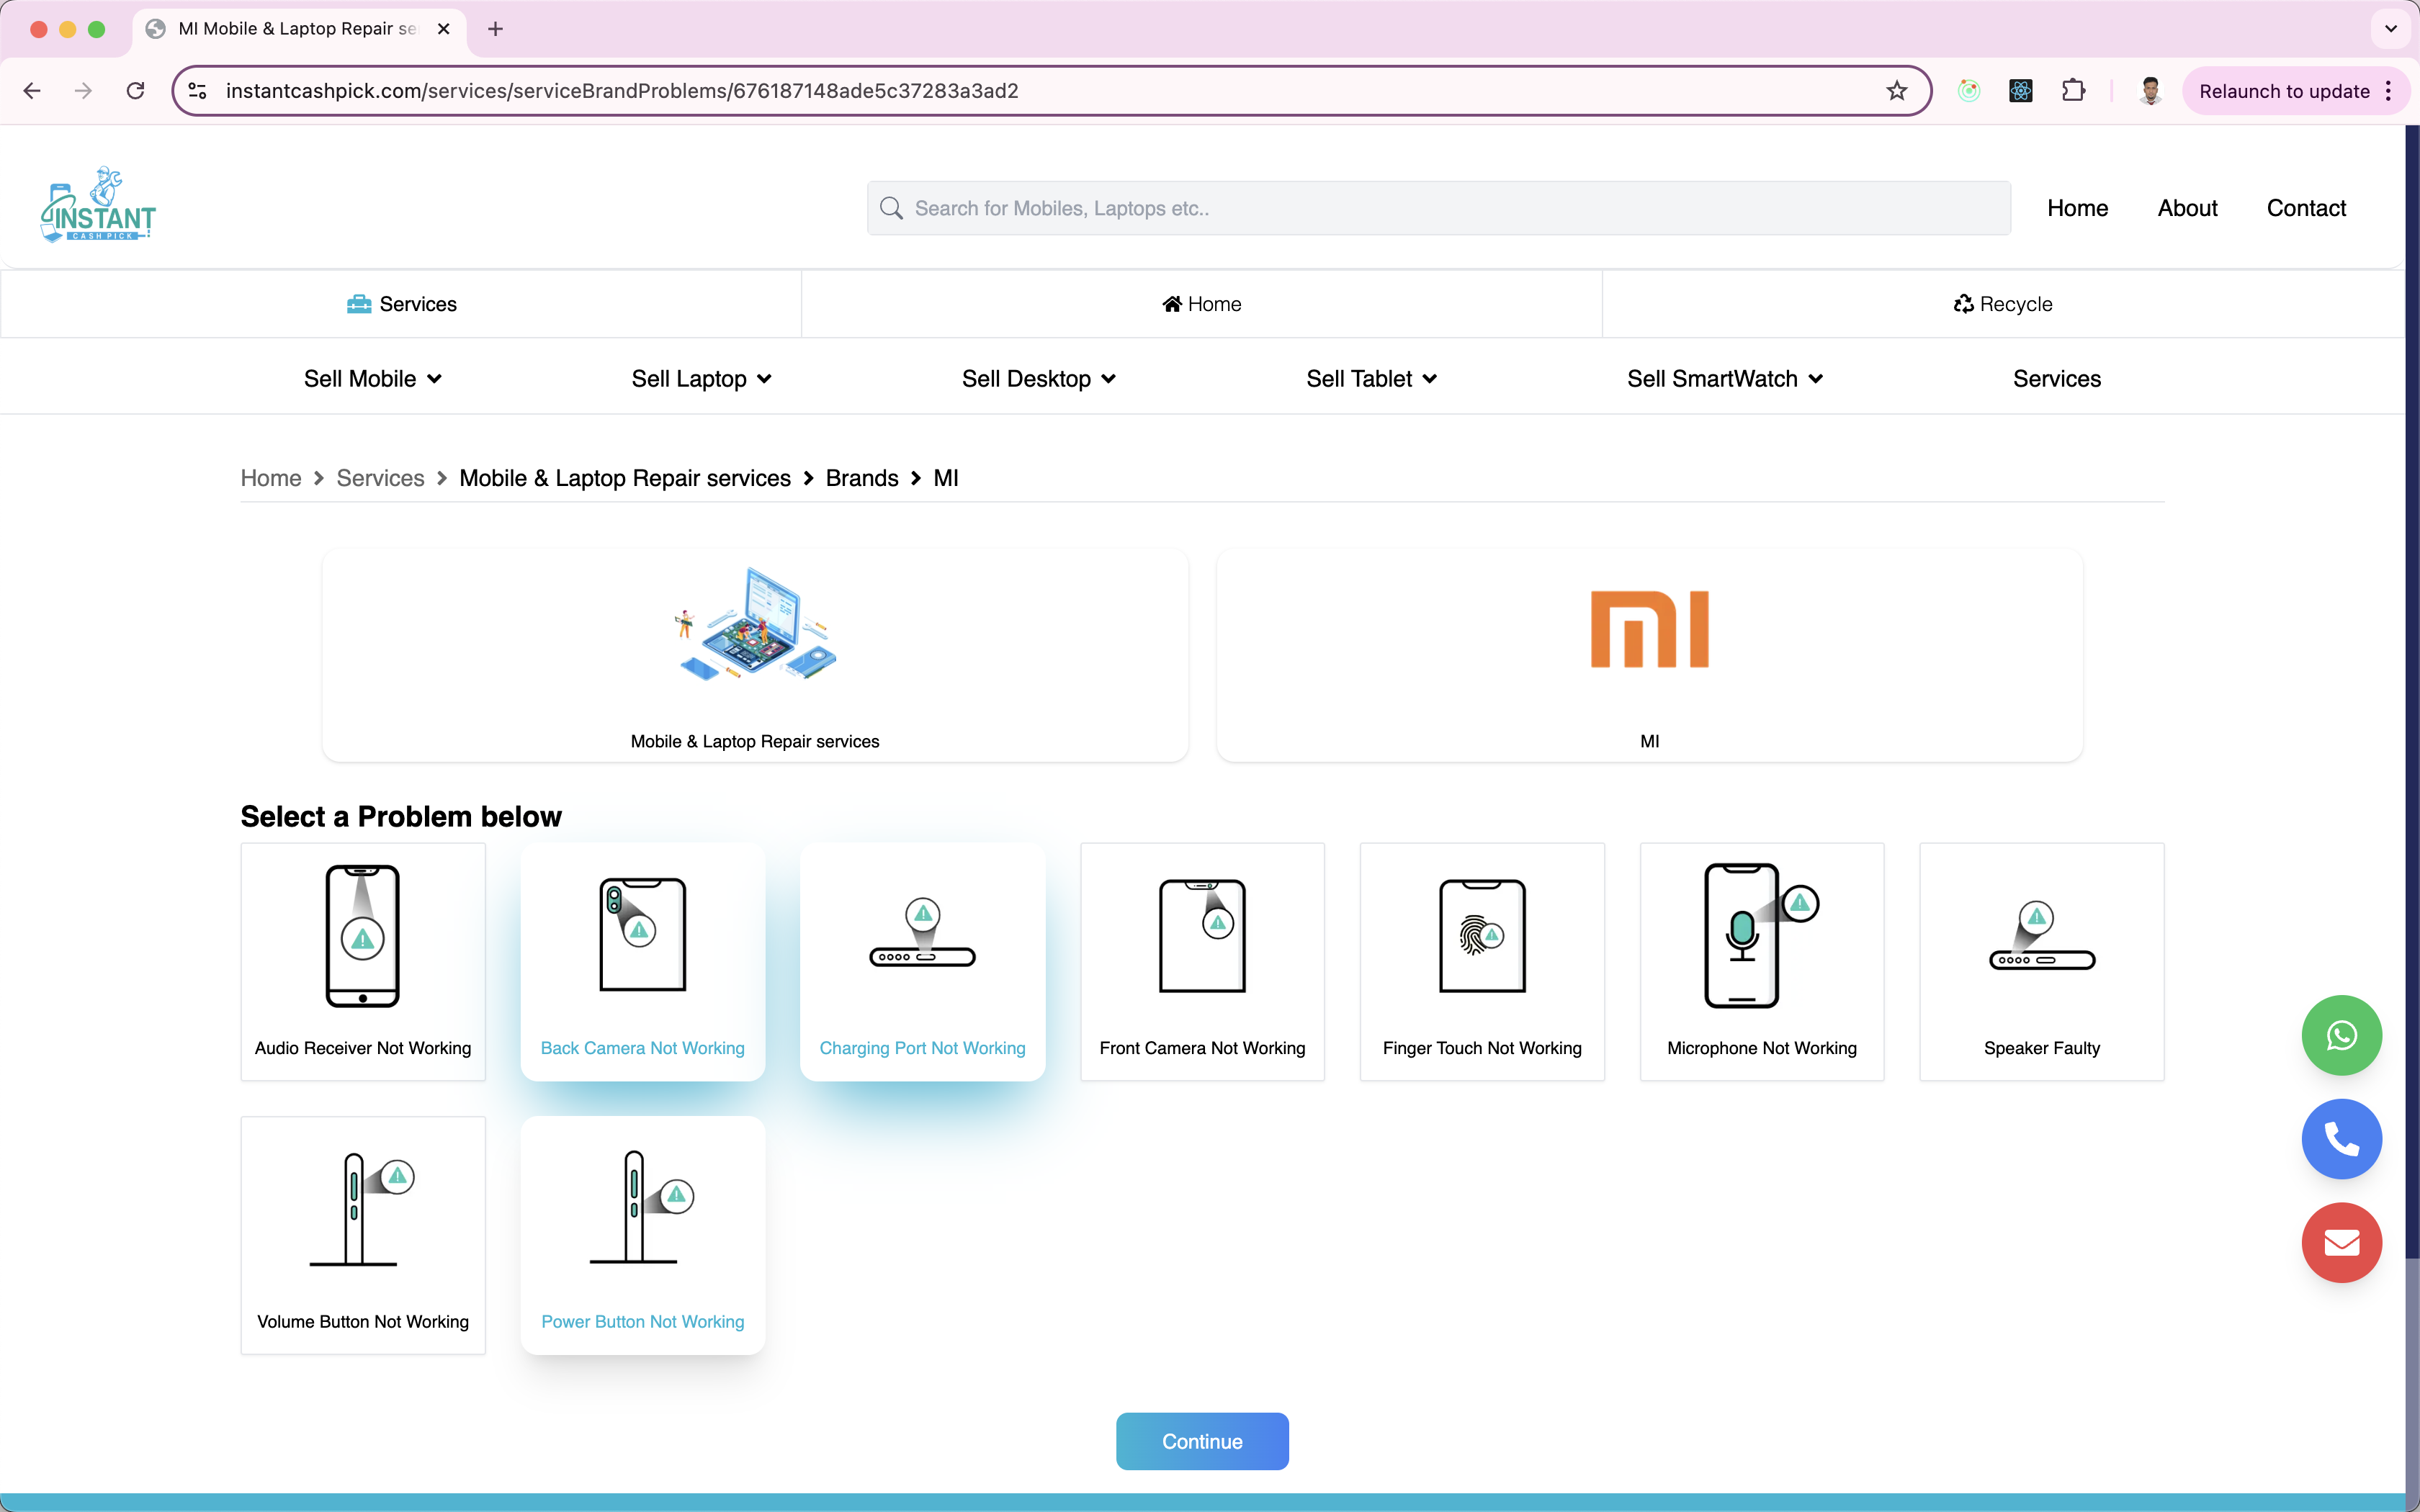 MI Mobile & Laptop Repair se
instantcashpick.com/services/serviceBrandProblems/676187148ade5c37283a3ad2
Relaunch to update
INSTANT
CASH PICK
Search for Mobiles, Laptops etc..
Home About Contact
Services Home Recycle
Sell Mobile Sell Laptop Sell Desktop Sell Tablet Sell SmartWatch Services
Home > Services > Mobile & Laptop Repair services > Brands > MI
MI
Mobile & Laptop Repair services MI
Select a Problem below
Audio Receiver Not Working Back Camera Not Working Charging Port Not Working Front Camera Not Working Finger Touch Not Working Microphone Not Working Speaker Faulty
Volume Button Not Working Power Button Not Working
Continue